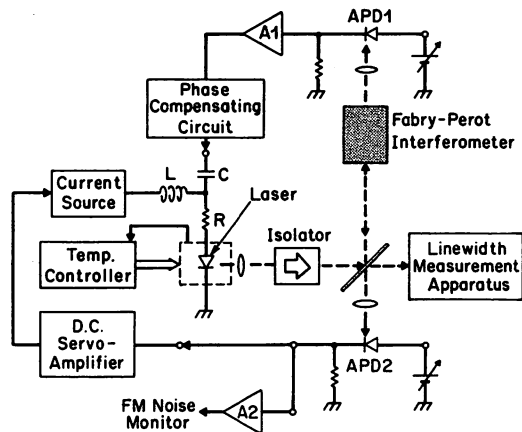 APD1
A1
Phase
Compensating
Circuit
Fabry-Perot
Interferometer
L
C
Current
Source
R
Laser
Isolator
Temp.
Controller
Linewidth
Measurement
Apparatus
D.C.
Servo-
Amplifier
APD2
FM Noise
Monitor
A2